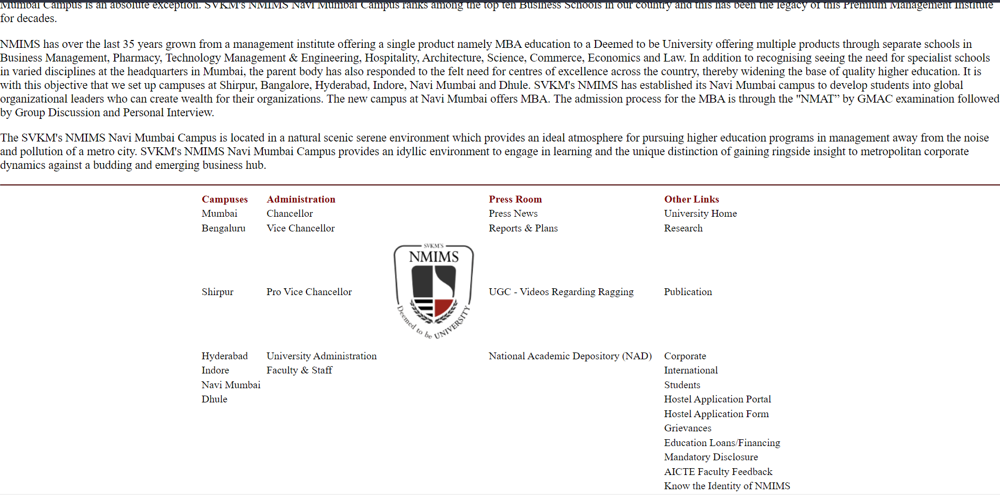 Mumbai Campus is an absolute exception. SVKM's NMIMS Navi Mumbai Campus ranks among the top ten Business Schools in our country and this has been the legacy of this Premium Management Institute
for decades.
NMIMS has over the last 35 years grown from a management institute offering a single product namely MBA education to a Deemed to be University offering multiple products through separate schools in
Business Management, Pharmacy, Technology Management & Engineering, Hospitality, Architecture, Science, Commerce, Economics and Law. In addition to recognising seeing the need for specialist schools
in varied disciplines at the headquarters in Mumbai, the parent body has also responded to the felt need for centres of excellence across the country, thereby widening the base of quality higher education. It is
with this objective that we set up campuses at Shirpur, Bangalore, Hyderabad, Indore, Navi Mumbai and Dhule. SVKM's NMIMS has established its Navi Mumbai campus to develop students into global
organizational leaders who can create wealth for their organizations. The new campus at Navi Mumbai offers MBA. The admission process for the MBA is through the "NMAT” by GMAC examination followed
by Group Discussion and Personal Interview.
The SVKM's NMIMS Navi Mumbai Campus is located in a natural scenic serene environment which provides an ideal atmosphere for pursuing higher education programs in management away from the noise
and pollution of a metro city. SVKM's NMIMS Navi Mumbai Campus provides an idyllic environment to engage in learning and the unique distinction of gaining ringside insight to metropolitan corporate
dynamics against a budding and emerging business hub.
Campuses Administration Press Room Other Links
Mumbai Chancellor Press News University Home
Bengaluru Vice Chancellor Reports & Plans Research
SVKM'S
NMIMS
Shirpur Pro Vice Chancellor UGC - Videos Regarding Ragging Publication
Deemed to be UNIVERSITY
Hyderabad University Administration National Academic Depository (NAD) Corporate
Indore Faculty & Staff International
Navi Mumbai Students
Dhule Hostel Application Portal
Hostel Application Form
Grievances
Education Loans/Financing
Mandatory Disclosure
AICTE Faculty Feedback
Know the Identity of NMIMS